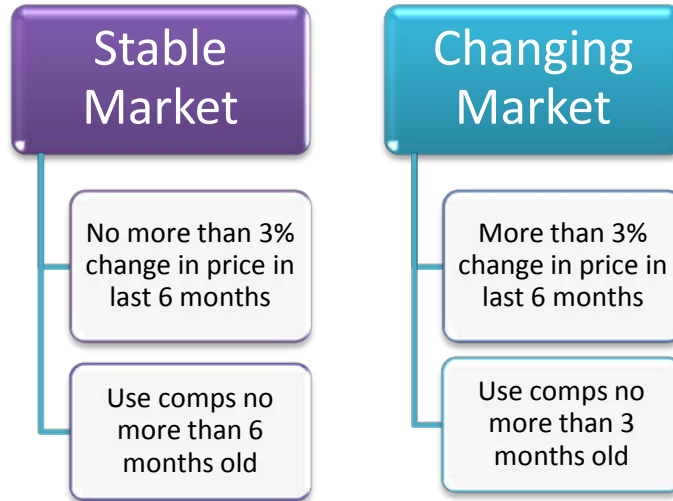 Stable
Market
No more than 3%
change in price in
last 6 months
Use comps no
more than 6
months old
Changing
Market
More than 3%
change in price in
last 6 months
Use comps no
more than 3
months old